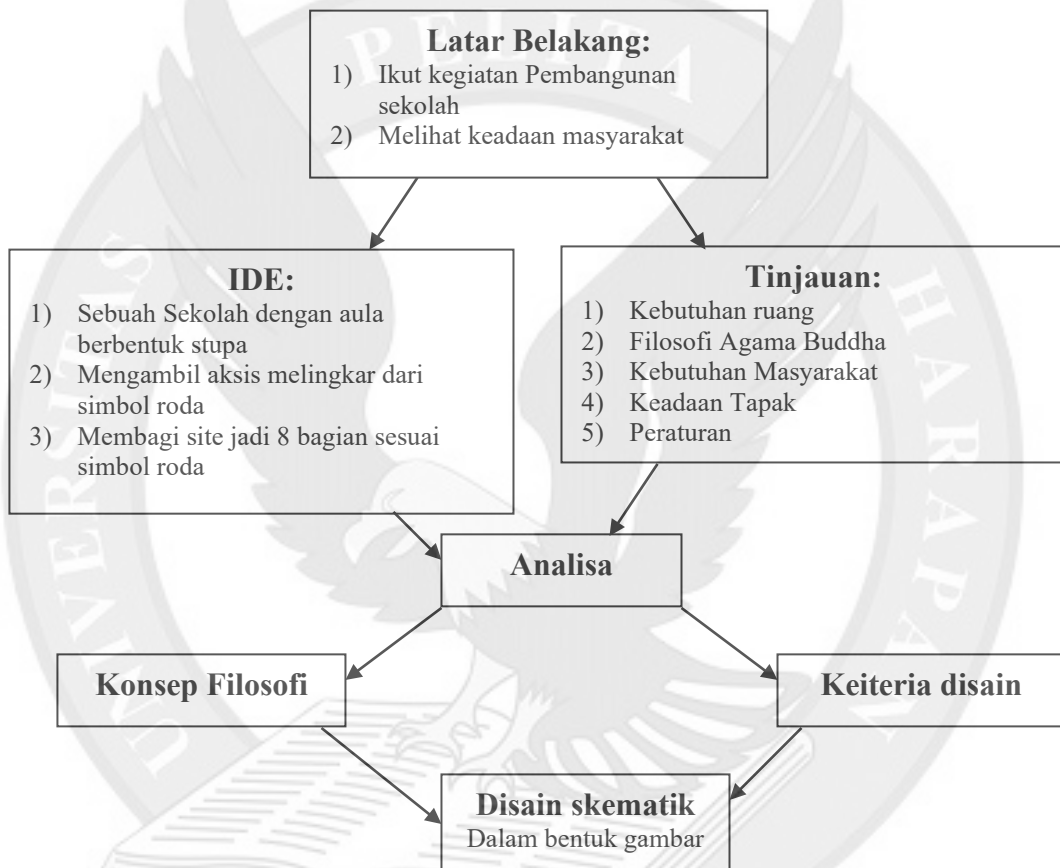 PELITA
UNIVERSITAS
HARAPAN
Latar Belakang:
1) Ikut kegiatan Pembangunan
sekolah
2) Melihat keadaan masyarakat
IDE:
1) Sebuah Sekolah dengan aula
berbentuk stupa
2) Mengambil aksis melingkar dari
simbol roda
3) Membagi site jadi 8 bagian sesuai
simbol roda
Tinjauan:
1) Kebutuhan ruang
2) Filosofi Agama Buddha
3) Kebutuhan Masyarakat
4) Keadaan Tapak
5) Peraturan
Analisa
Konsep Filosofi
Keiteria disain
Disain skematik
Dalam bentuk gambar